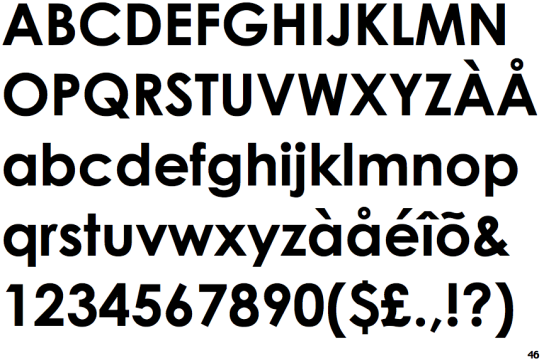 ABCDEFGHIJKLMN
OPQRSTUVWXYZÀÅ
abcdefghijklmnop
qrstuvwxyzàåéîõ&
1234567890($£.,!?)
46